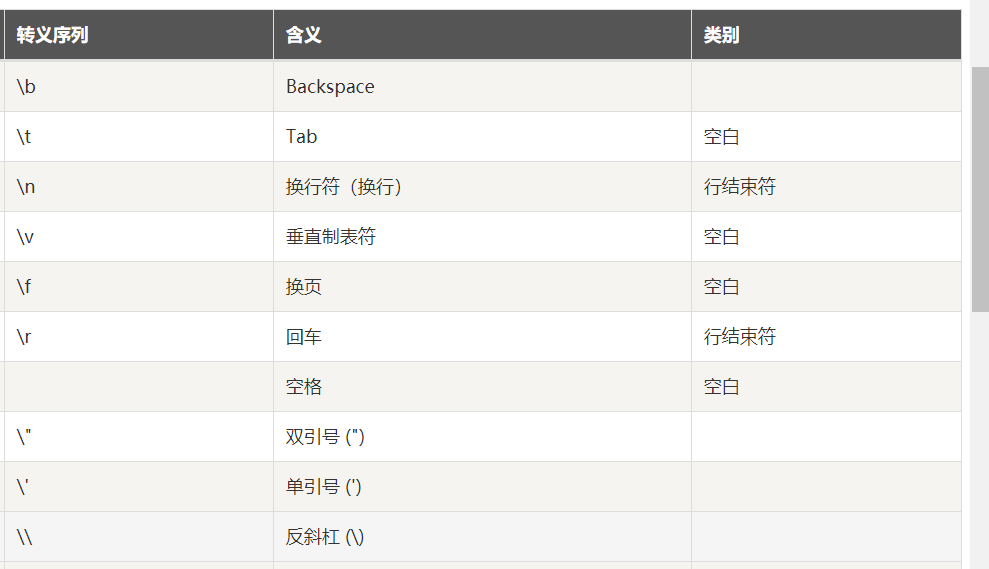 转义序列 含义 类别
\b Backspace
\t Tab 空白
\n 换行符（换行） 行结束符
\v 垂直制表符 空白
\f 换页 空白
\r 回车 行结束符
空格 空白
\" 双引号 (")
\' 单引号 (')
\\ 反斜杠 (\)